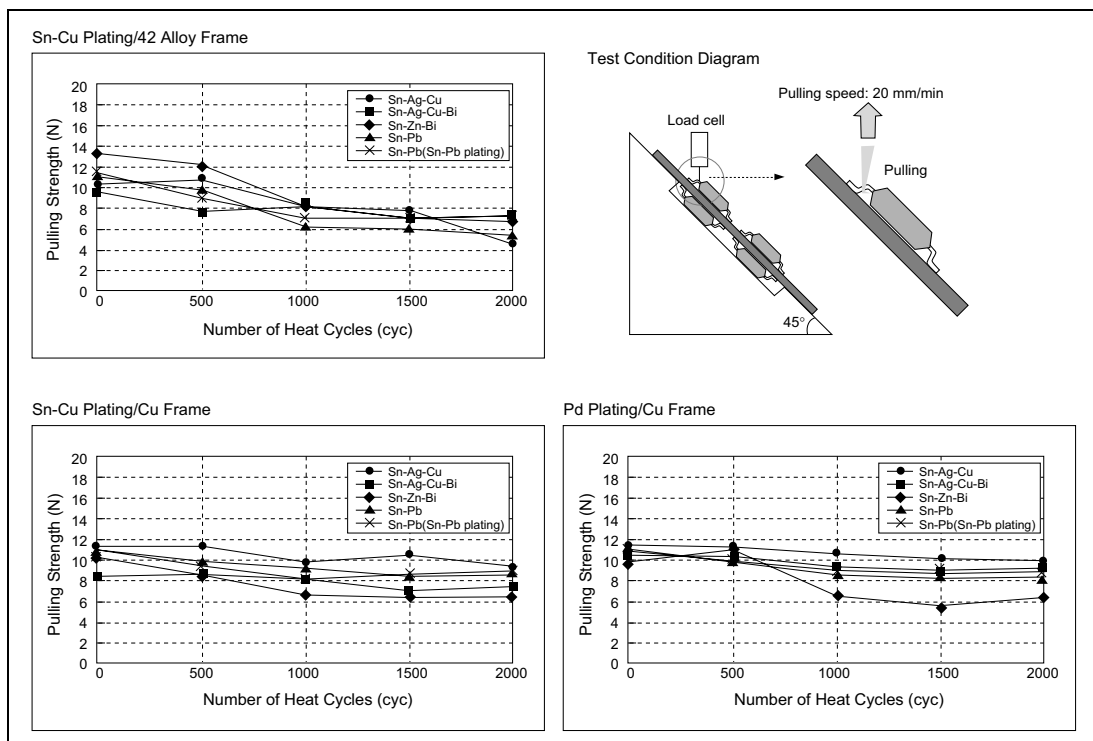 Sn-Cu Plating/42 Alloy Frame
Pulling Strength (N)
20
18
16
14
12
10
8
6
4
2
0
0 500 1000 1500 2000
Number of Heat Cycles (cyc)
Sn-Ag-Cu
Sn-Ag-Cu-Bi
Sn-Zn-Bi
Sn-Pb
Sn-Pb(Sn-Pb plating)
Test Condition Diagram
Pulling speed: 20 mm/min
Load cell
Pulling
45°
Sn-Cu Plating/Cu Frame
Pulling Strength (N)
20
18
16
14
12
10
8
6
4
2
0
0 500 1000 1500 2000
Number of Heat Cycles (cyc)
Sn-Ag-Cu
Sn-Ag-Cu-Bi
Sn-Zn-Bi
Sn-Pb
Sn-Pb(Sn-Pb plating)
Pd Plating/Cu Frame
Pulling Strength (N)
20
18
16
14
12
10
8
6
4
2
0
0 500 1000 1500 2000
Number of Heat Cycles (cyc)
Sn-Ag-Cu
Sn-Ag-Cu-Bi
Sn-Zn-Bi
Sn-Pb
Sn-Pb(Sn-Pb plating)